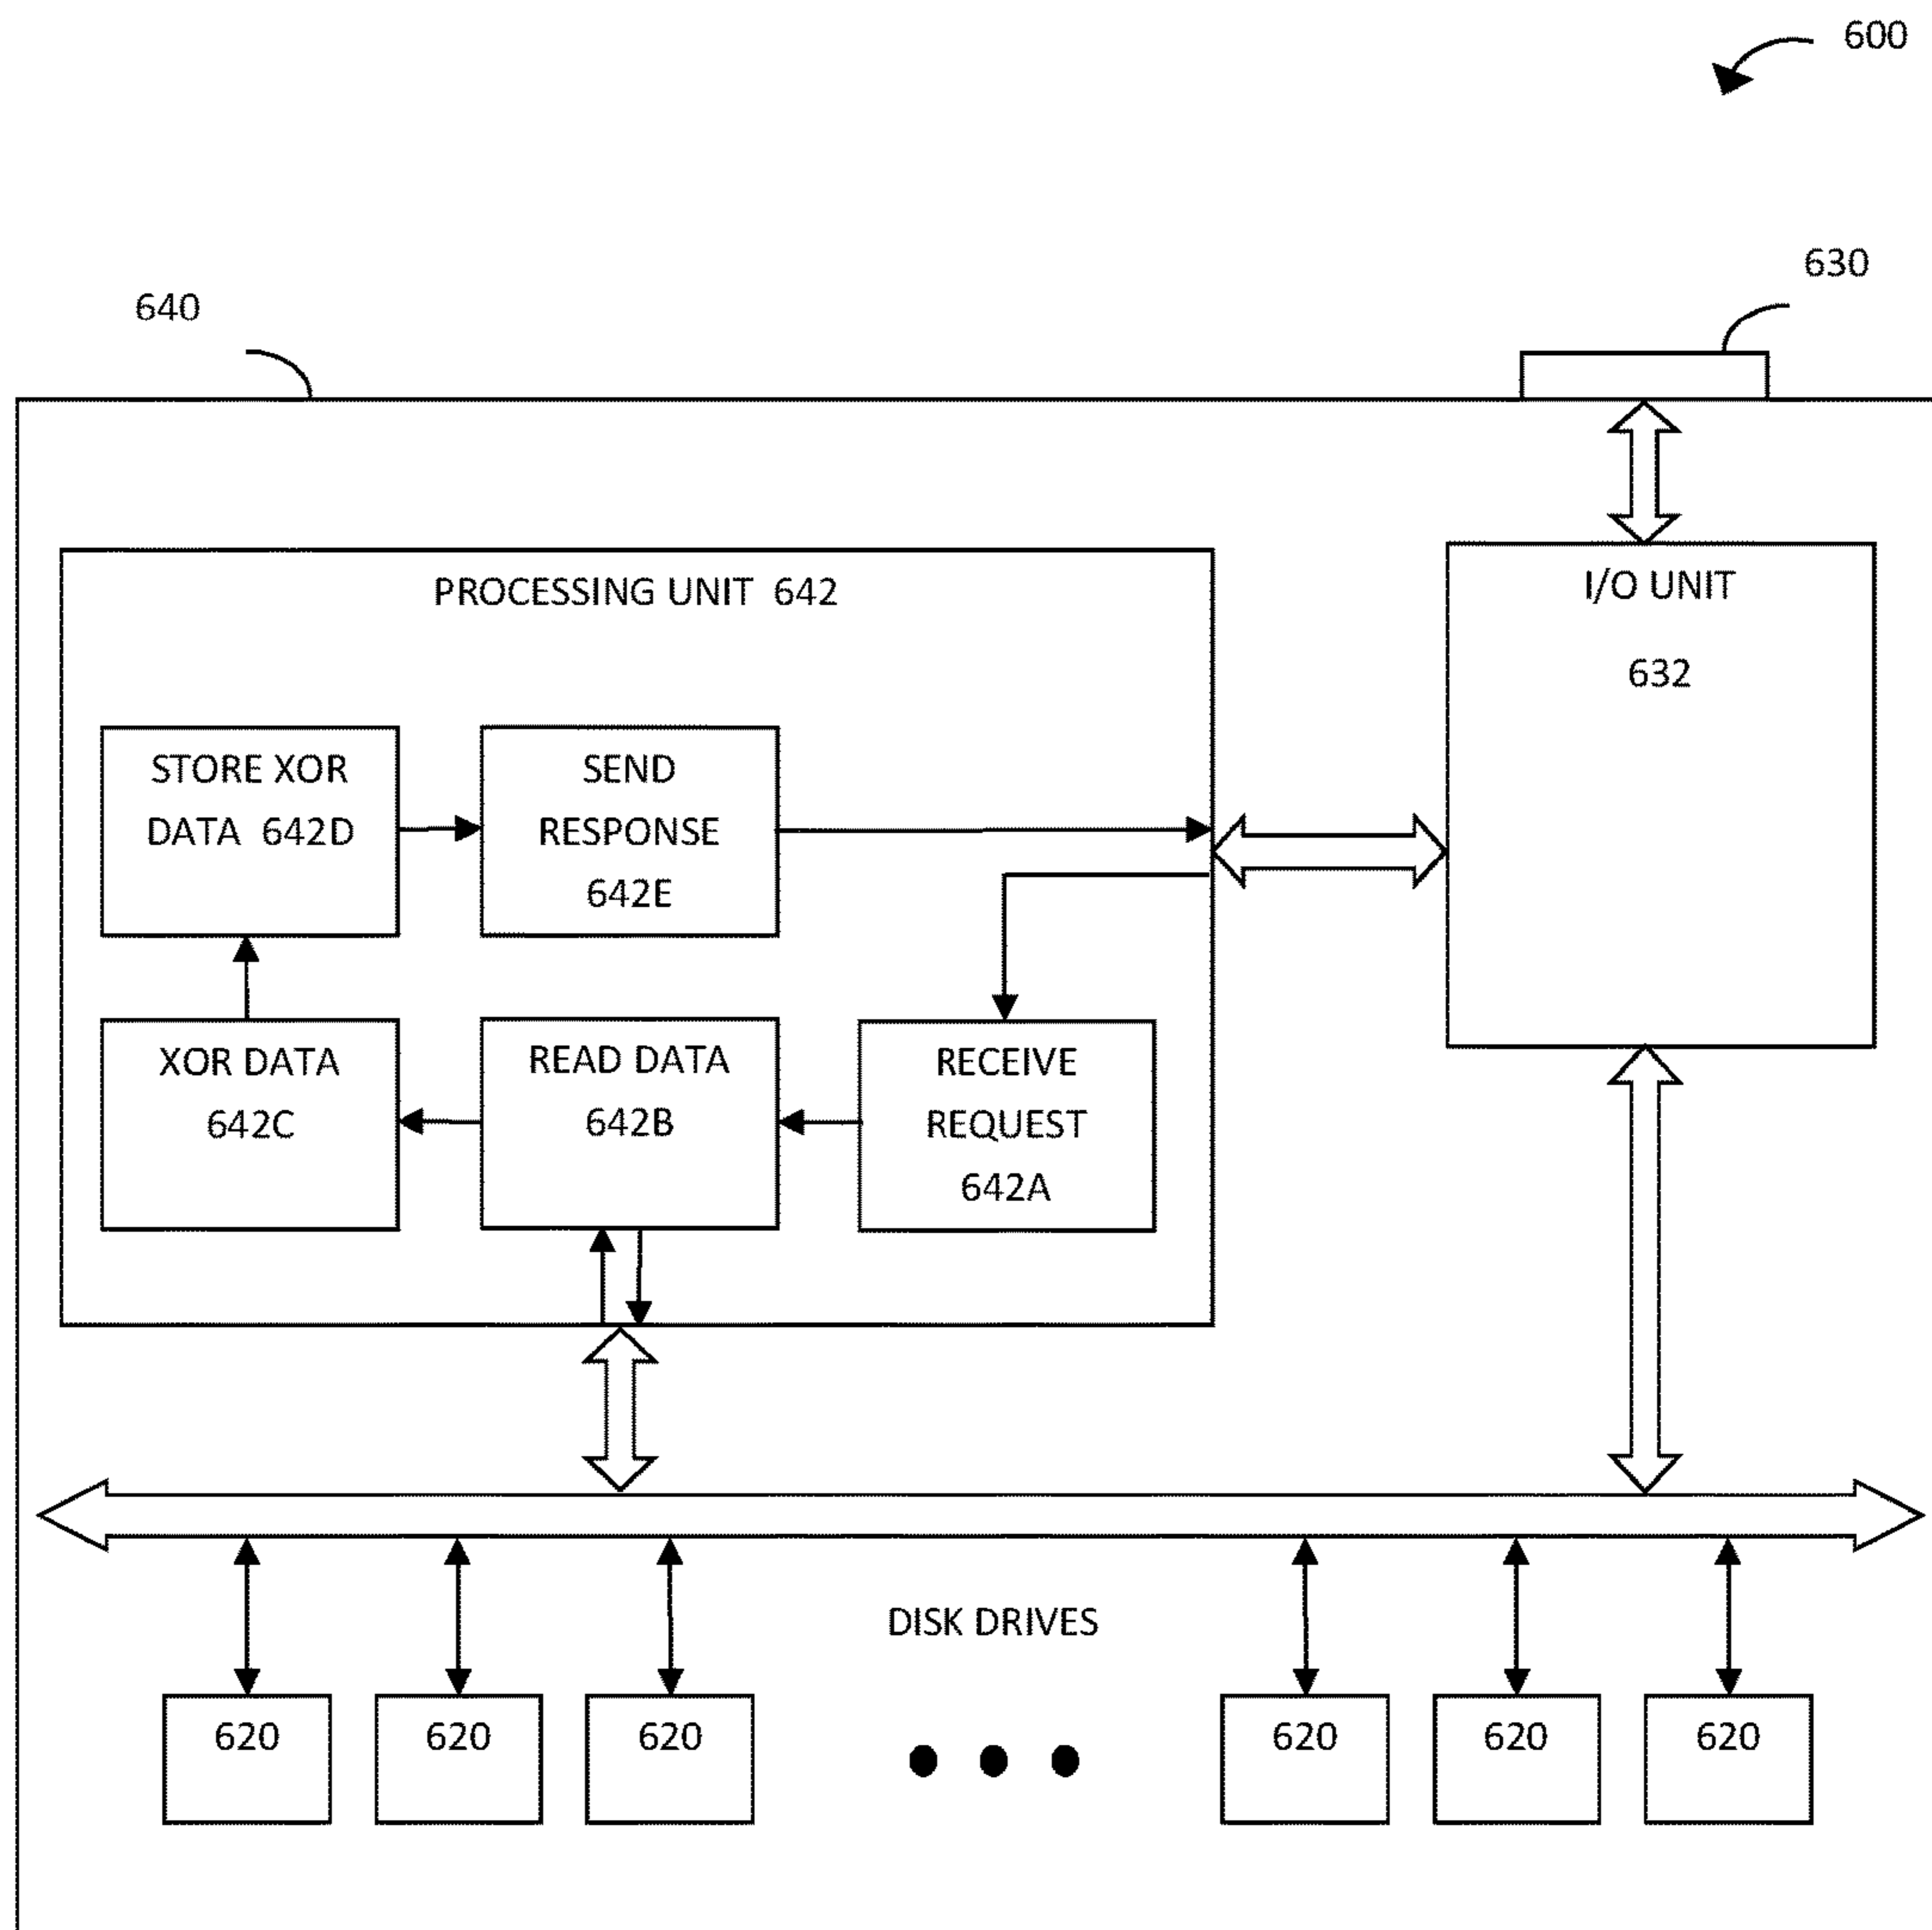 600
630
640
PROCESSING UNIT 642
I/O UNIT
632
STORE XOR
DATA 642D
SEND
RESPONSE
642E
XOR DATA
642C
READ DATA
642B
RECEIVE
REQUEST
642A
DISK DRIVES
620
620
620
620
620
620